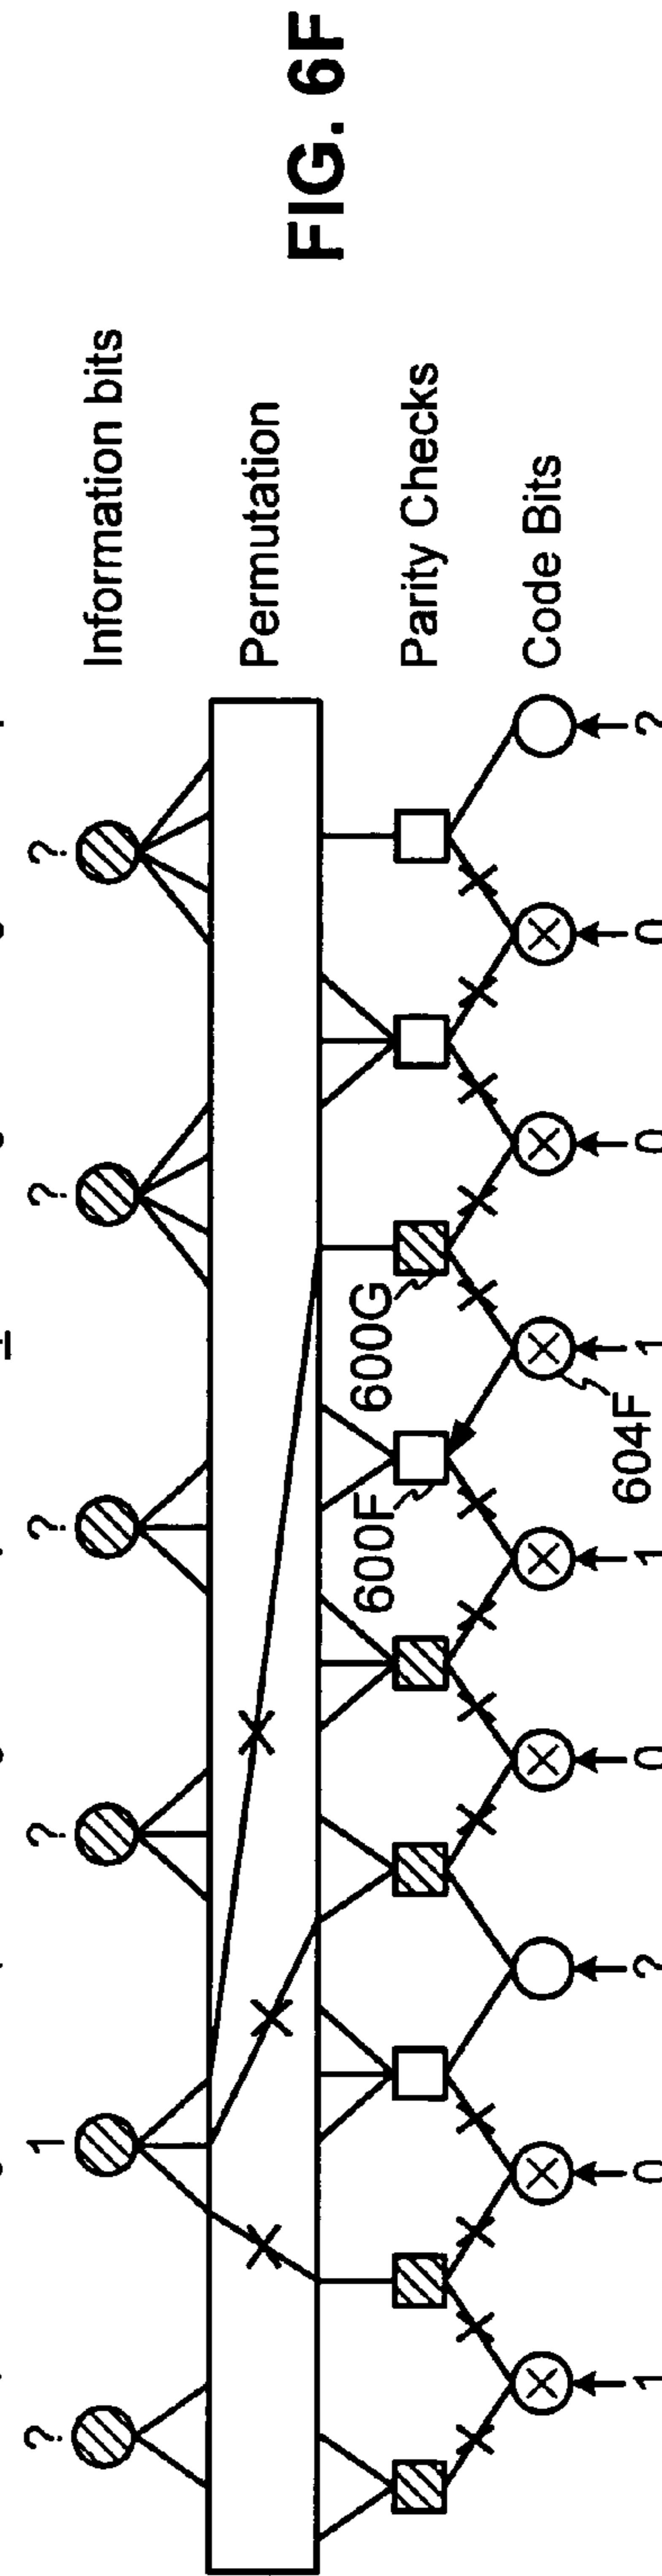 ? 1 ? ? ? ? Information bits
Permutation
600F 600G Parity Checks
Code Bits
604F
1 0 ? 0 1 1 0 0 ?
FIG. 6F